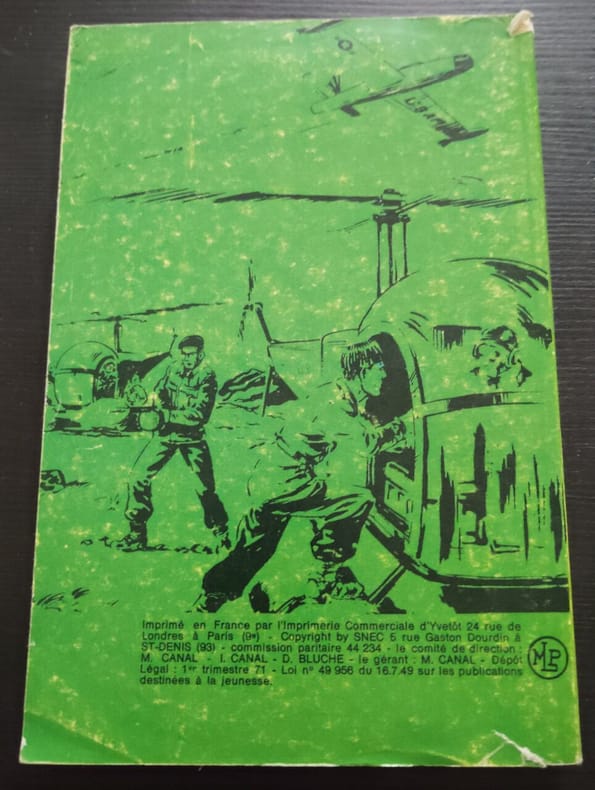 Imprimé en France par l'Imprimerie Commerciale d'Yvetôt 24 rue de
Londres à Paris (9e) - Copyright by SNEC 5 rue Gaston Dourdin à
ST-DENIS (93) - commission paritaire 44 234 - le comité de direction :
M. CANAL - I. CANAL - D. BLUCHE - le gérant : M. CANAL - Dépôt
Légal : 1er trimestre 71 - Loi n° 49 956 du 16.7.49 sur les publications
destinées à la jeunesse.
MP